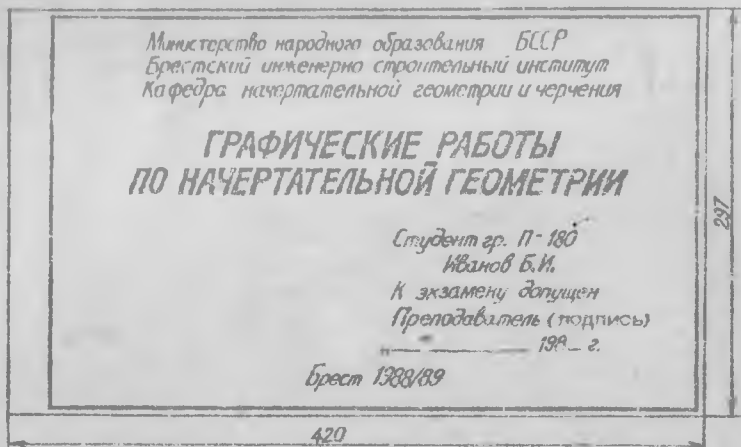 Министерство народного образования БССР
Брестский инженерно строительный институт
Кафедра начертательной геометрии и черчения
ГРАФИЧЕСКИЕ РАБОТЫ
ПО НАЧЕРТАТЕЛЬНОЙ ГЕОМЕТРИИ
Студент гр. П-180
Иванов Б.И.
К экзамену допущен
Преподаватель (подпись)
198_ г.
Брест 1988/89
297
420